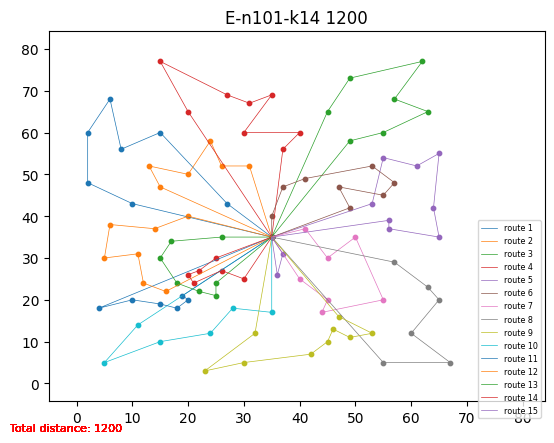 E-n101-k14 1200
80
70
60
50
40
30
20
10
0
0 10 20 30 40 50 60 70 80
route 1
route 2
route 3
route 4
route 5
route 6
route 7
route 8
route 9
route 10
route 11
route 12
route 13
route 14
route 15
Total distance: 1200